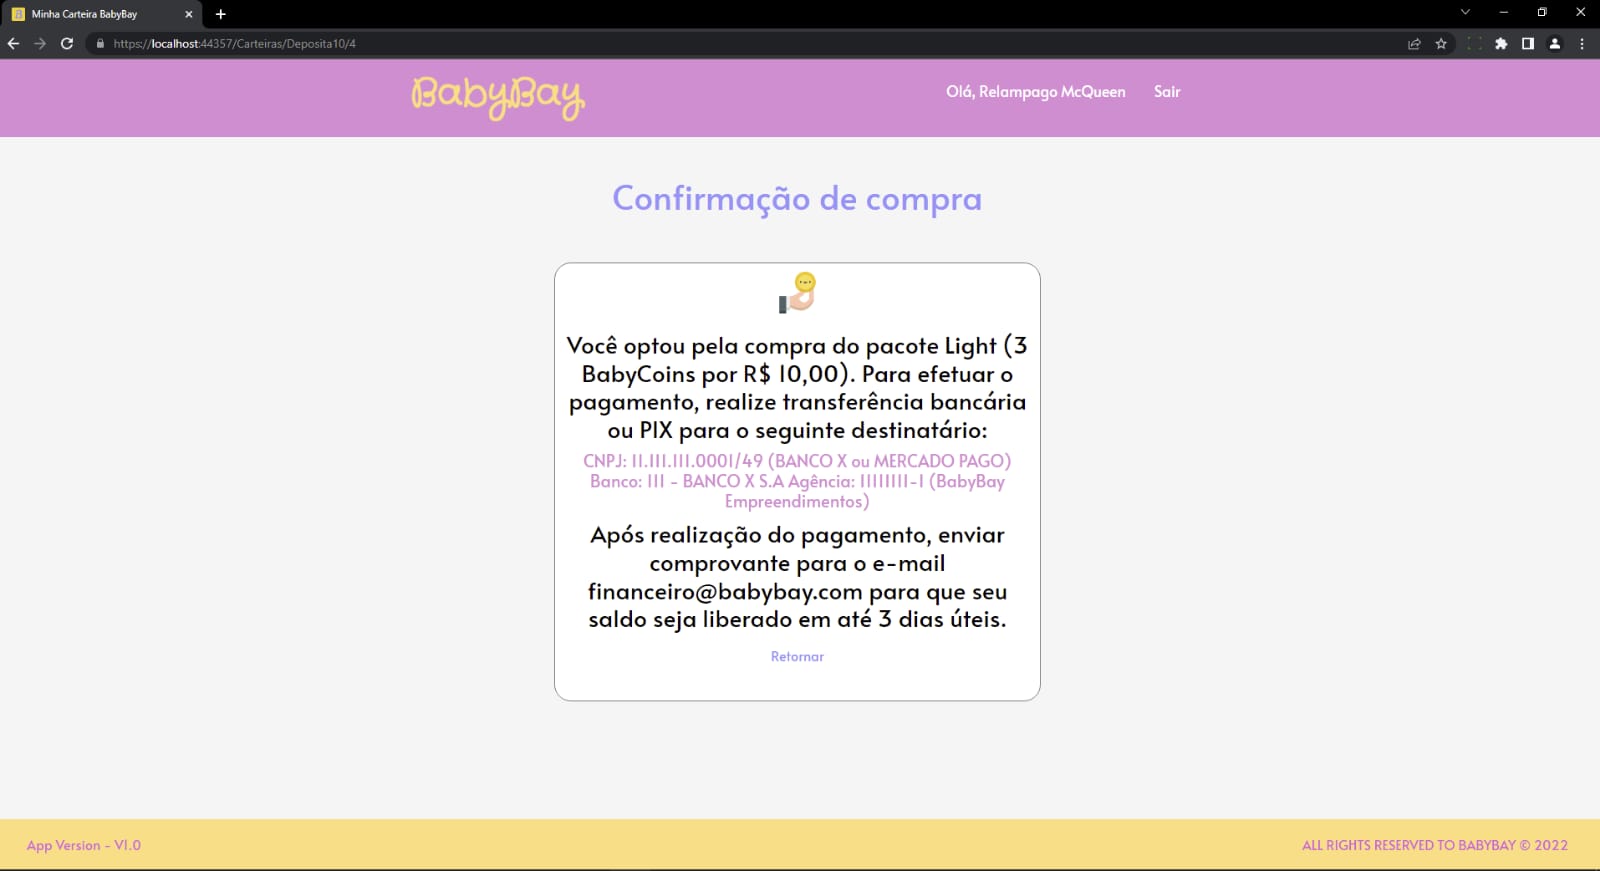 Minha Carteira BabyBay
https://localhost:44357/Carteiras/Deposita10/4
BabyBay
Olá, Relampago McQueen
Sair
Confirmação de compra
Você optou pela compra do pacote Light (3
BabyCoins por R$ 10,00). Para efetuar o
pagamento, realize transferência bancária
ou PIX para o seguinte destinatário:
CNPJ: 11.111.111.0001/49 (BANCO X ou MERCADO PAGO)
Banco: 111 - BANCO X S.A Agência: 11111111-1 (BabyBay
Empreendimentos)
Após realização do pagamento, enviar
comprovante para o e-mail
financeiro@babybay.com para que seu
saldo seja liberado em até 3 dias úteis.
Retornar
App Version - V1.0
ALL RIGHTS RESERVED TO BABYBAY © 2022